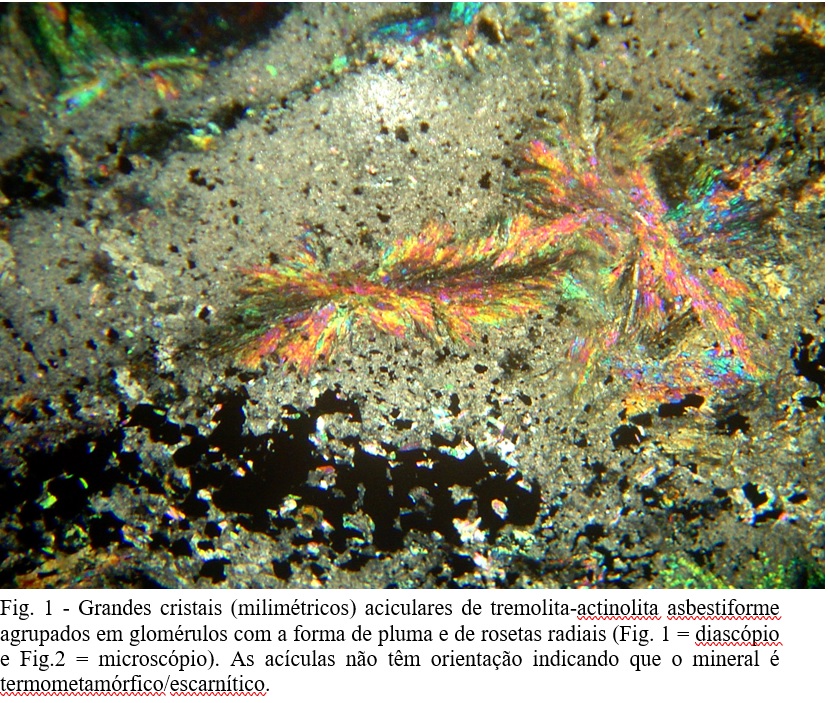 Fig. 1 - Grandes cristais (milimétricos) aciculares de tremolita-actinolita asbestiforme
agrupados em glomérulos com a forma de pluma e de rosetas radiais (Fig. 1 = diascópio
e Fig.2 = microscópio). As acículas não têm orientação indicando que o mineral é
termometamórfico/escarnítico.